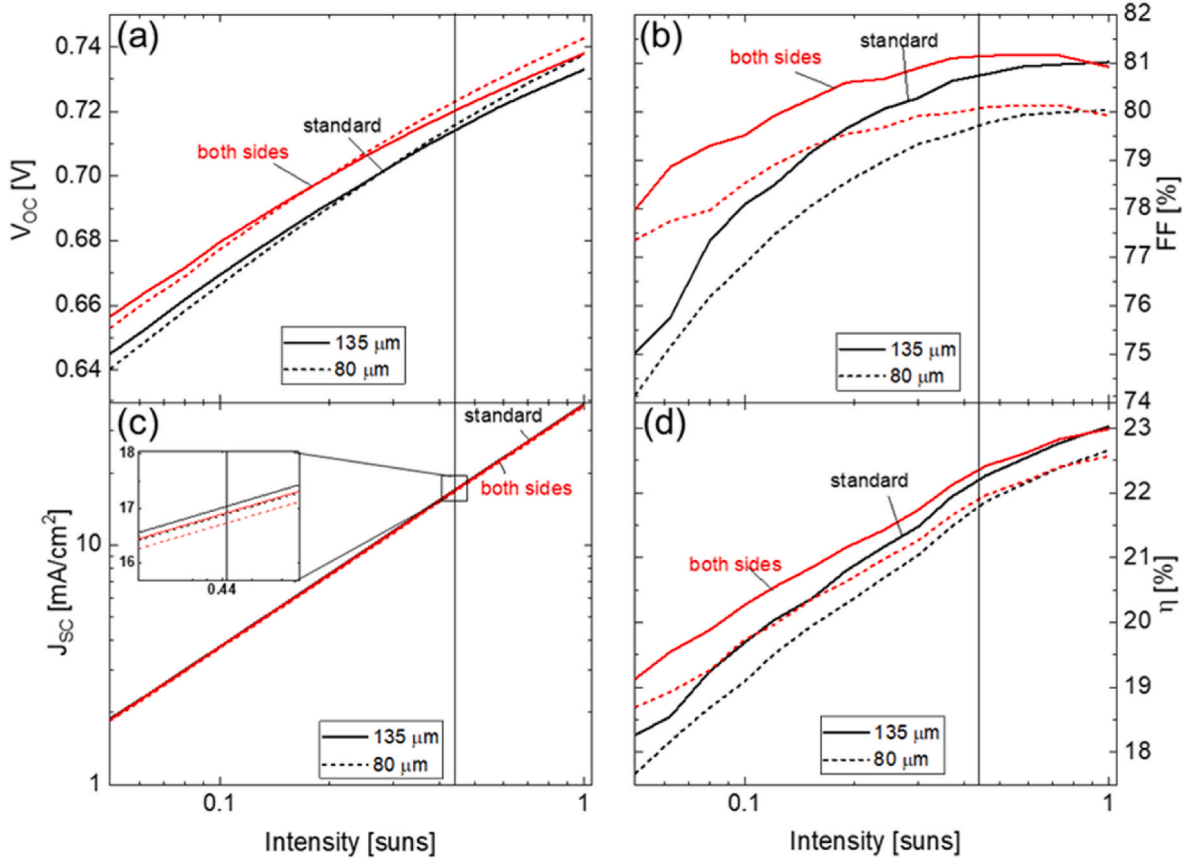 (a)
0.74
0.72
0.70
0.68
0.66
0.64
V_OC [V]
standard
both sides
135 μm
80 μm
(b)
82
81
80
79
78
77
76
75
74
FF [%]
standard
both sides
135 μm
80 μm
(c)
10
1
J_SC [mA/cm²]
standard
both sides
18
17
16
0.44
135 μm
80 μm
0.1
1
Intensity [suns]
(d)
23
22
21
20
19
18
η [%]
standard
both sides
135 μm
80 μm
0.1
1
Intensity [suns]